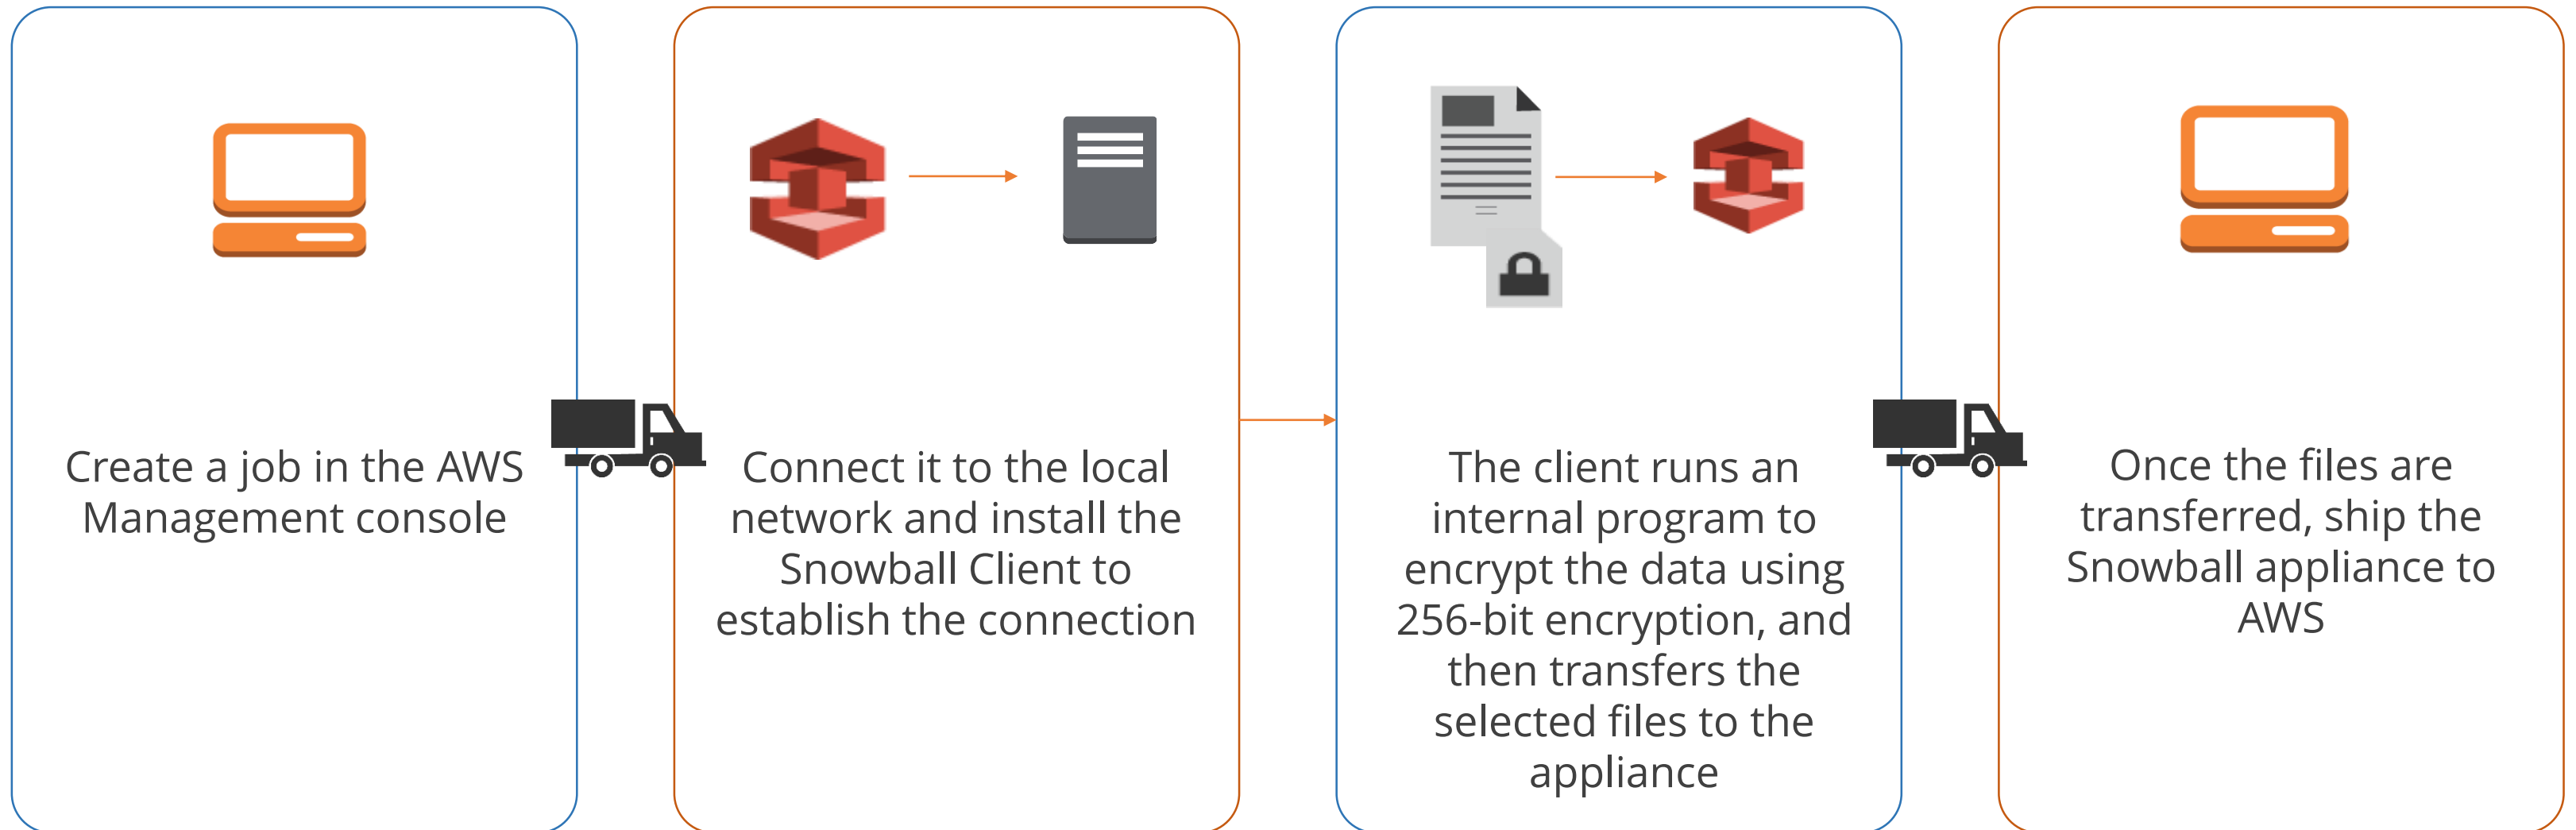 Create a job in the AWS
Management console
Connect it to the local
network and install the
Snowball Client to
establish the connection
The client runs an
internal program to
encrypt the data using
256-bit encryption, and
then transfers the
selected files to the
appliance
Once the files are
transferred, ship the
Snowball appliance to
AWS